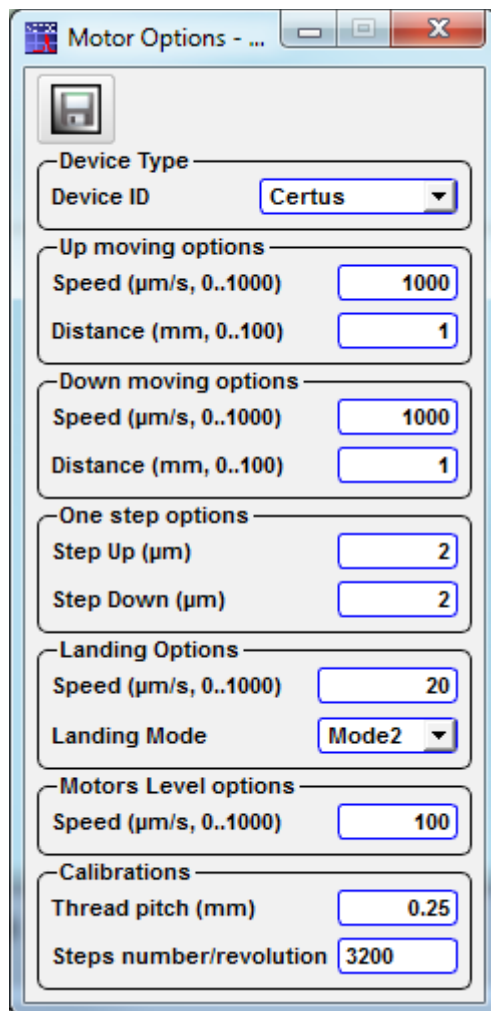 Motor Options - ...
Device Type
Device ID Certus
Up moving options
Speed (µm/s, 0..1000) 1000
Distance (mm, 0..100) 1
Down moving options
Speed (µm/s, 0..1000) 1000
Distance (mm, 0..100) 1
One step options
Step Up (µm) 2
Step Down (µm) 2
Landing Options
Speed (µm/s, 0..1000) 20
Landing Mode Mode2
Motors Level options
Speed (µm/s, 0..1000) 100
Calibrations
Thread pitch (mm) 0.25
Steps number/revolution 3200